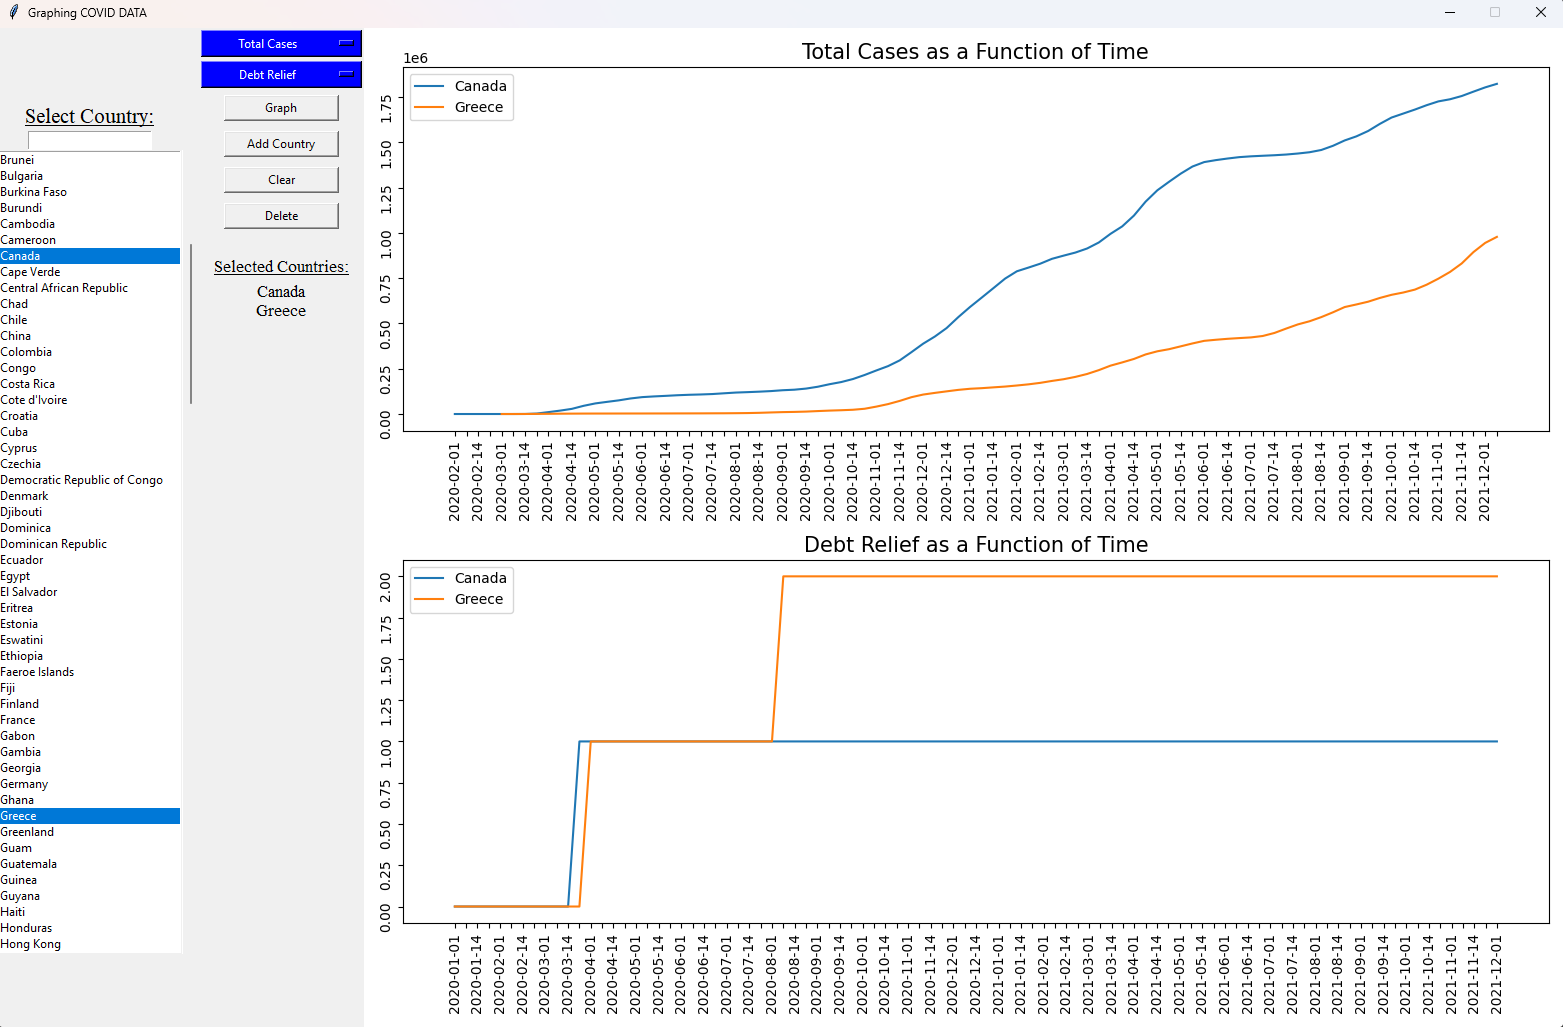 Graphing COVID DATA
Total Cases
Debt Relief
Select Country:
Graph
Add Country
Clear
Delete
Selected Countries:
Canada
Greece
Brunei
Bulgaria
Burkina Faso
Burundi
Cambodia
Cameroon
Canada
Cape Verde
Central African Republic
Chad
Chile
China
Colombia
Congo
Costa Rica
Cote d'Ivoire
Croatia
Cuba
Cyprus
Czechia
Democratic Republic of Congo
Denmark
Djibouti
Dominica
Dominican Republic
Ecuador
Egypt
El Salvador
Eritrea
Estonia
Eswatini
Ethiopia
Faeroe Islands
Fiji
Finland
France
Gabon
Gambia
Georgia
Germany
Ghana
Greece
Greenland
Guam
Guatemala
Guinea
Guyana
Haiti
Honduras
Hong Kong
Total Cases as a Function of Time
1e6
Canada
Greece
1.75
1.50
1.25
1.00
0.75
0.50
0.25
0.00
2020-02-01
2020-02-14
2020-03-01
2020-03-14
2020-04-01
2020-04-14
2020-05-01
2020-05-14
2020-06-01
2020-06-14
2020-07-01
2020-07-14
2020-08-01
2020-08-14
2020-09-01
2020-09-14
2020-10-01
2020-10-14
2020-11-01
2020-11-14
2020-12-01
2020-12-14
2021-01-01
2021-01-14
2021-02-01
2021-02-14
2021-03-01
2021-03-14
2021-04-01
2021-04-14
2021-05-01
2021-05-14
2021-06-01
2021-06-14
2021-07-01
2021-07-14
2021-08-01
2021-08-14
2021-09-01
2021-09-14
2021-10-01
2021-10-14
2021-11-01
2021-11-14
2021-12-01
Debt Relief as a Function of Time
Canada
Greece
2.00
1.75
1.50
1.25
1.00
0.75
0.50
0.25
0.00
2020-01-01
2020-01-14
2020-02-01
2020-02-14
2020-03-01
2020-03-14
2020-04-01
2020-04-14
2020-05-01
2020-05-14
2020-06-01
2020-06-14
2020-07-01
2020-07-14
2020-08-01
2020-08-14
2020-09-01
2020-09-14
2020-10-01
2020-10-14
2020-11-01
2020-11-14
2020-12-01
2020-12-14
2021-01-01
2021-01-14
2021-02-01
2021-02-14
2021-03-01
2021-03-14
2021-04-01
2021-04-14
2021-05-01
2021-05-14
2021-06-01
2021-06-14
2021-07-01
2021-07-14
2021-08-01
2021-08-14
2021-09-01
2021-09-14
2021-10-01
2021-10-14
2021-11-01
2021-11-14
2021-12-01